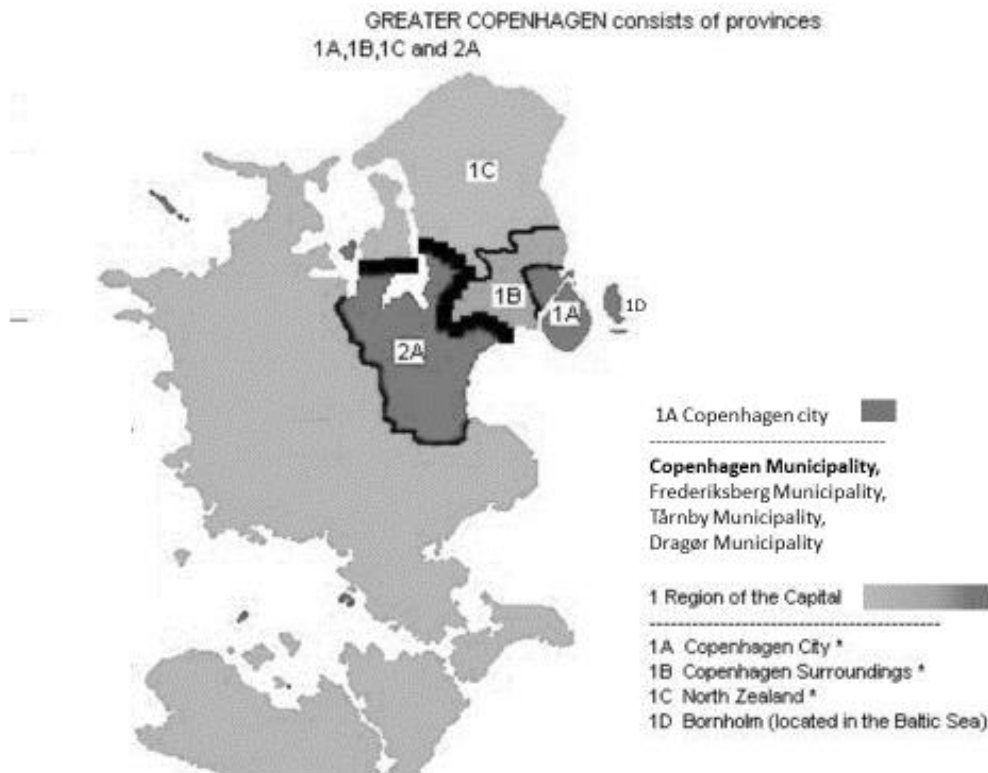 GREATER COPENHAGEN consists of provinces
1A,1B,1C and 2A
1C
1B
1A
1D
2A
1A Copenhagen city
--------------------------------------
Copenhagen Municipality,
Frederiksberg Municipality,
Tårnby Municipality,
Dragør Municipality
1 Region of the Capital
--------------------------------------
1A Copenhagen City *
1B Copenhagen Surroundings *
1C North Zealand *
1D Bornholm (located in the Baltic Sea)